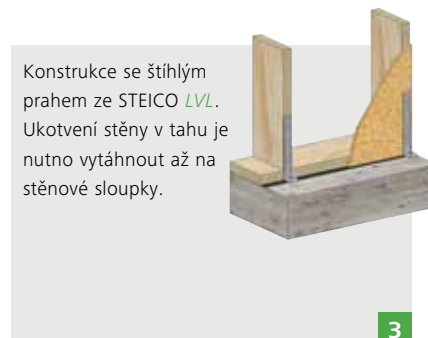 Konstrukce se štíhlým
prahem ze STEICO LVL.
Ukotvení stěny v tahu je
nutno vytáhnout až na
stěnové sloupky.
3